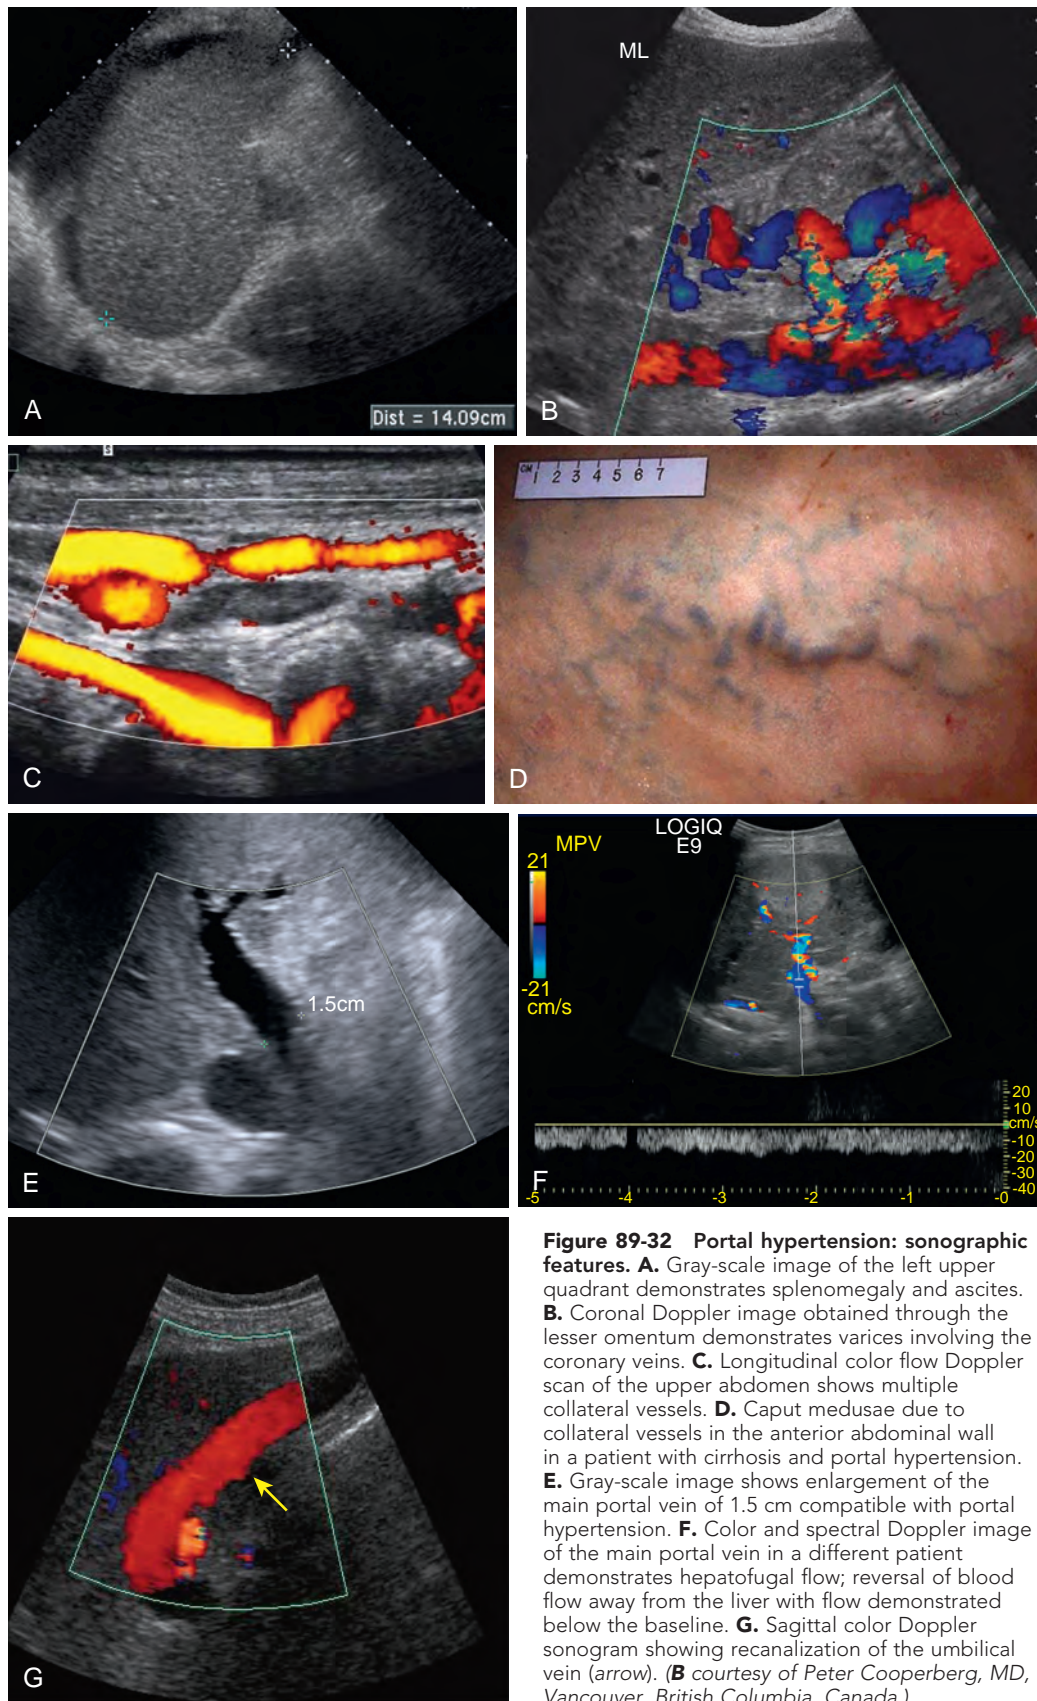 A
Dist = 14.09cm
ML
B
s
C
CM
1 2 3 4 5 6 7
D
1.5cm
E
LOGIQ
E9
MPV
21
-21
cm/s
20
10
cm/s
-10
-20
-30
-40
-5 -4 -3 -2 -1 -0
F
G
Figure 89-32 Portal hypertension: sonographic
features. A. Gray-scale image of the left upper
quadrant demonstrates splenomegaly and ascites.
B. Coronal Doppler image obtained through the
lesser omentum demonstrates varices involving the
coronary veins. C. Longitudinal color flow Doppler
scan of the upper abdomen shows multiple
collateral vessels. D. Caput medusae due to
collateral vessels in the anterior abdominal wall
in a patient with cirrhosis and portal hypertension.
E. Gray-scale image shows enlargement of the
main portal vein of 1.5 cm compatible with portal
hypertension. F. Color and spectral Doppler image
of the main portal vein in a different patient
demonstrates hepatofugal flow; reversal of blood
flow away from the liver with flow demonstrated
below the baseline. G. Sagittal color Doppler
sonogram showing recanalization of the umbilical
vein (arrow). (B courtesy of Peter Cooperberg, MD,
Vancouver, British Columbia, Canada.)